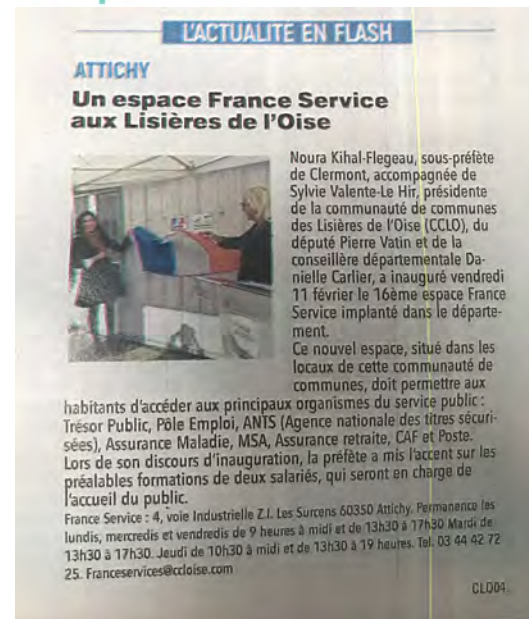 L'ACTUALITÉ EN FLASH
ATTICHY
Un espace France Service
aux Lisières de l'Oise
Noura Kihal-Flegeau, sous-préfète
de Clermont, accompagnée de
Sylvie Valente-Le Hir, présidente
de la communauté de communes
des Lisières de l'Oise (CCLO), du
député Pierre Vatin et de la
conseillère départementale Da-
nielle Carlier, a inauguré vendredi
11 février le 16ème espace France
Service implanté dans le départe-
ment.
Ce nouvel espace, situé dans les
locaux de cette communauté de
communes, doit permettre aux
habitants d'accéder aux principaux organismes du service public :
Trésor Public, Pôle Emploi, ANTS (Agence nationale des titres sécuri-
sées), Assurance Maladie, MSA, Assurance retraite, CAF et Poste.
Lors de son discours d'inauguration, la préfète a mis l'accent sur les
préalables formations de deux salariés, qui seront en charge de
l'accueil du public.
France Service : 4, voie Industrielle Z.I. Les Surcens 60350 Attichy. Permanence les
lundis, mercredis et vendredis de 9 heures à midi et de 13h30 à 17h30 Mardi de
13h30 à 17h30. Jeudi de 10h30 à midi et de 13h30 à 19 heures. Tel. 03 44 42 72
25. Franceservices@ccloise.com
CLO04